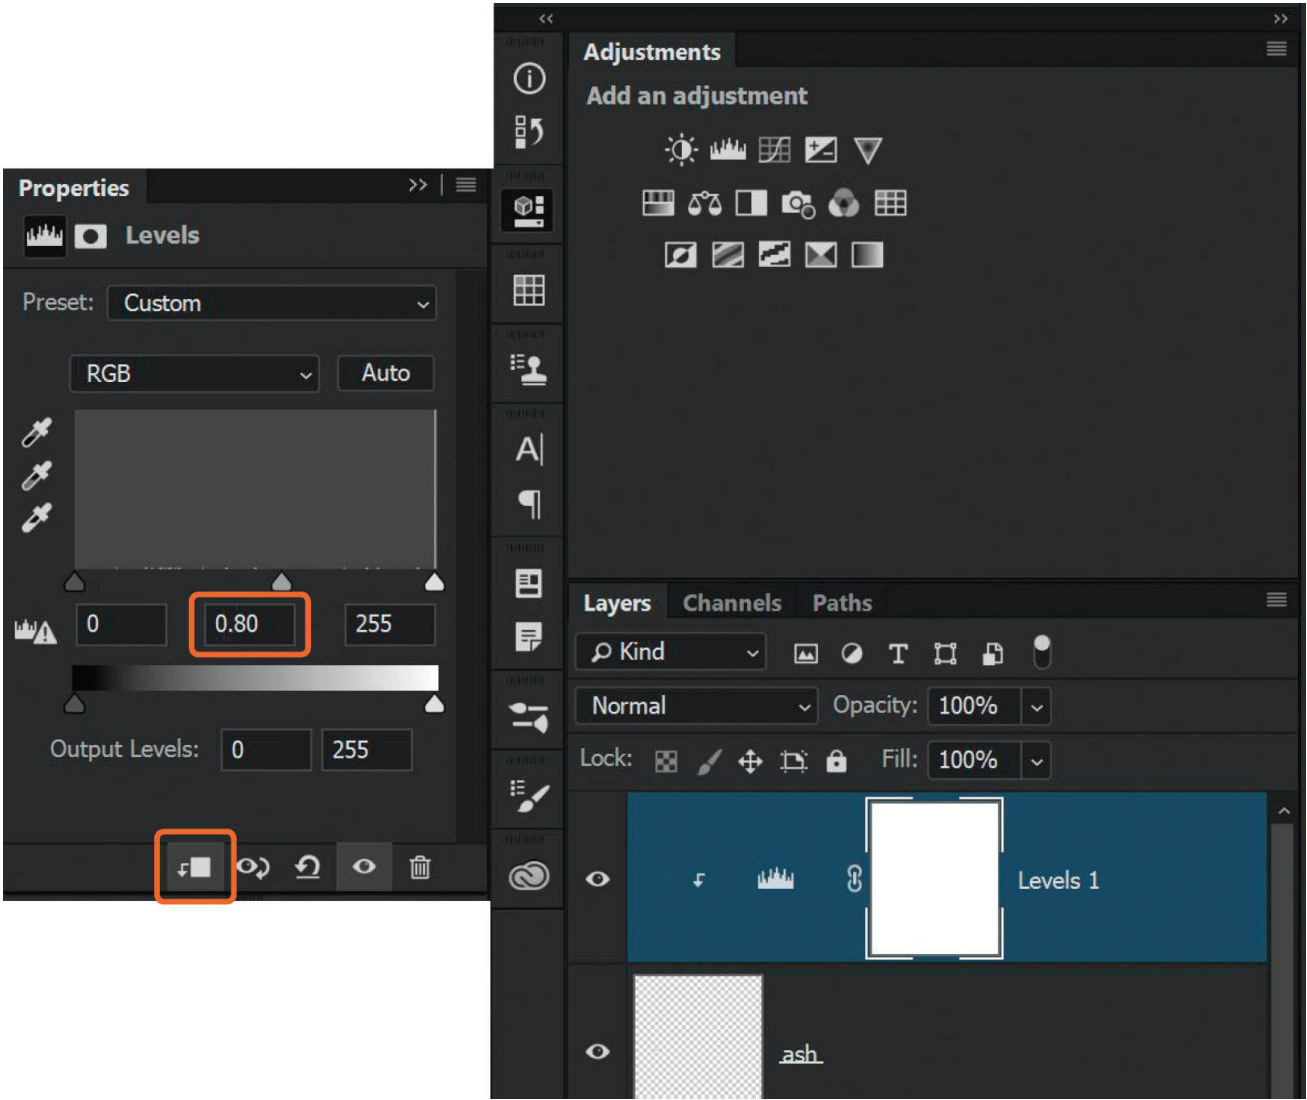 Properties
Levels
Preset: Custom
RGB Auto
0 0.80 255
Output Levels: 0 255
Adjustments
Add an adjustment
A
¶
Layers Channels Paths
Kind T
Normal Opacity: 100%
Lock: Fill: 100%
Levels 1
ash